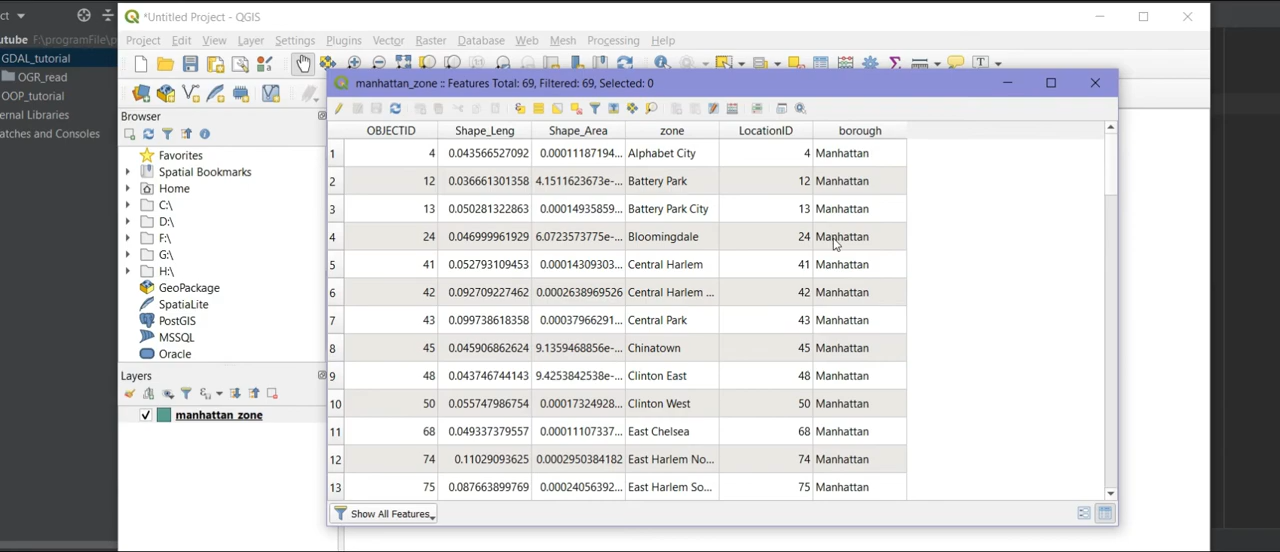 ct
utube F:\programFile\p
GDAL_tutorial
OGR_read
OOP_tutorial
ernal Libraries
atches and Consoles
*Untitled Project - QGIS
Project Edit View Layer Settings Plugins Vector Raster Database Web Mesh Processing Help
Browser
Favorites
Spatial Bookmarks
Home
C:\
D:\
F:\
G:\
H:\
GeoPackage
SpatiaLite
PostGIS
MSSQL
Oracle
Layers
manhattan_zone
manhattan_zone :: Features Total: 69, Filtered: 69, Selected: 0
OBJECTID Shape_Leng Shape_Area zone LocationID borough
1 4 0.043566527092 0.00011187194... Alphabet City 4 Manhattan
2 12 0.036661301358 4.1511623673e-... Battery Park 12 Manhattan
3 13 0.050281322863 0.00014935859... Battery Park City 13 Manhattan
4 24 0.046999961929 6.0723573775e-... Bloomingdale 24 Manhattan
5 41 0.052793109453 0.00014309303... Central Harlem 41 Manhattan
6 42 0.092709227462 0.0002638969526 Central Harlem ... 42 Manhattan
7 43 0.099738618358 0.00037966291... Central Park 43 Manhattan
8 45 0.045906862624 9.1359468856e-... Chinatown 45 Manhattan
9 48 0.043746744143 9.4253842538e-... Clinton East 48 Manhattan
10 50 0.055747986754 0.00017324928... Clinton West 50 Manhattan
11 68 0.049337379557 0.00011107337... East Chelsea 68 Manhattan
12 74 0.11029093625 0.0002950384182 East Harlem No... 74 Manhattan
13 75 0.087663899769 0.00024056392... East Harlem So... 75 Manhattan
Show All Features